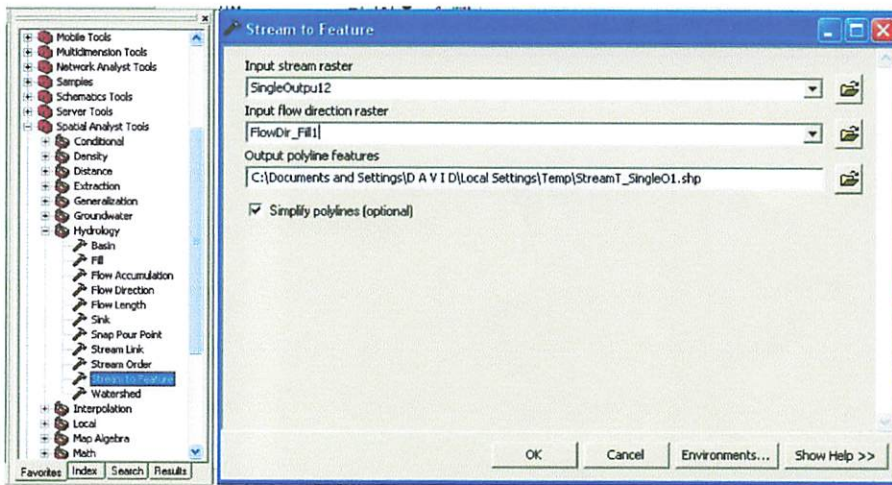 Mobile Tools
Multidimension Tools
Network Analyst Tools
Samples
Schematics Tools
Server Tools
Spatial Analyst Tools
Conditional
Density
Distance
Extraction
Generalization
Groundwater
Hydrology
Basin
Fill
Flow Accumulation
Flow Direction
Flow Length
Sink
Snap Pour Point
Stream Link
Stream Order
Stream to Feature
Watershed
Interpolation
Local
Map Algebra
Math
Favorites Index Search Results
Stream to Feature
Input stream raster
SingleOutpu12
Input flow direction raster
FlowDir_Fill1
Output polyline features
C:\Documents and Settings\D A V I D\Local Settings\Temp\StreamT_SingleO1.shp
Simplify polylines (optional)
OK Cancel Environments... Show Help >>